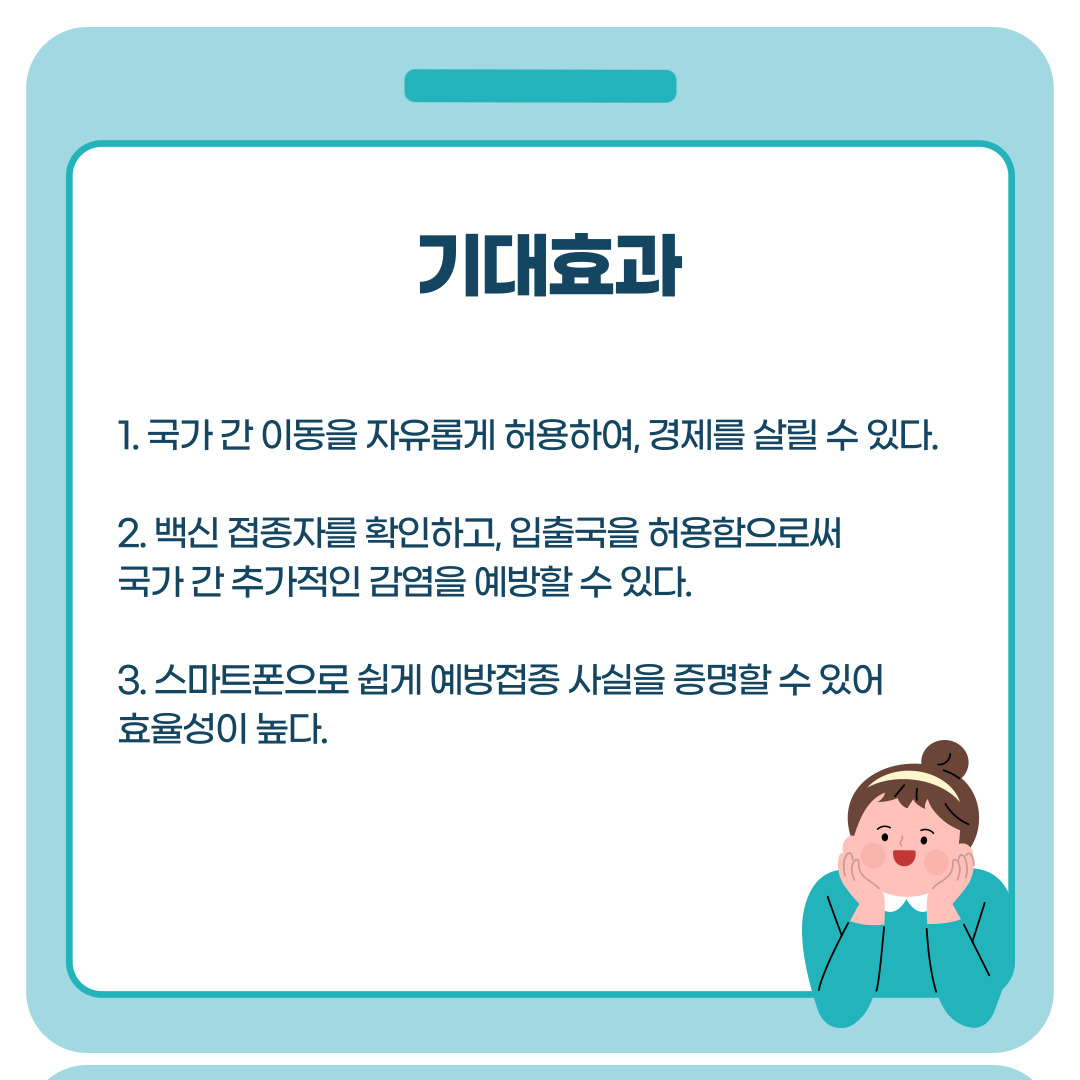 기대효과
1. 국가 간 이동을 자유롭게 허용하여, 경제를 살릴 수 있다.
2. 백신 접종자를 확인하고, 입출국을 허용함으로써
국가 간 추가적인 감염을 예방할 수 있다.
3. 스마트폰으로 쉽게 예방접종 사실을 증명할 수 있어
효율성이 높다.